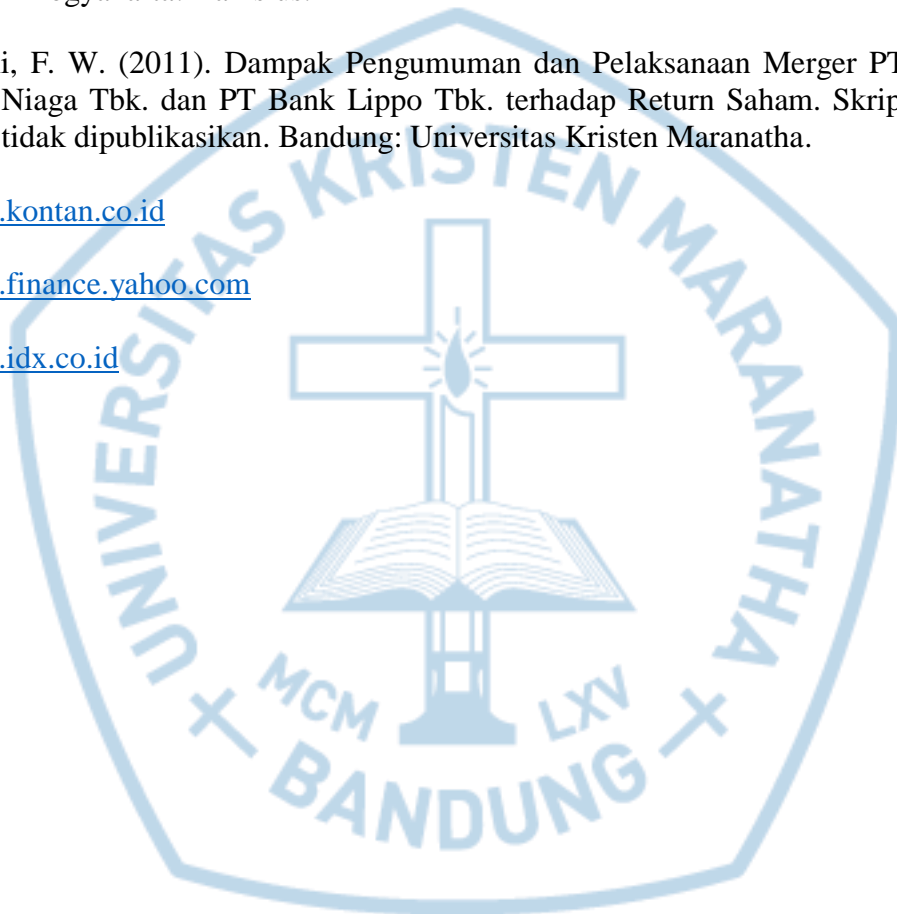 i, F. W. (2011). Dampak Pengumuman dan Pelaksanaan Merger PT
Niaga Tbk. dan PT Bank Lippo Tbk. terhadap Return Saham. Skrip
tidak dipublikasikan. Bandung: Universitas Kristen Maranatha.
.kontan.co.id
.finance.yahoo.com
.idx.co.id
UNIVERSITAS KRISTEN MARANATHA
MCM LXV
BANDUNG